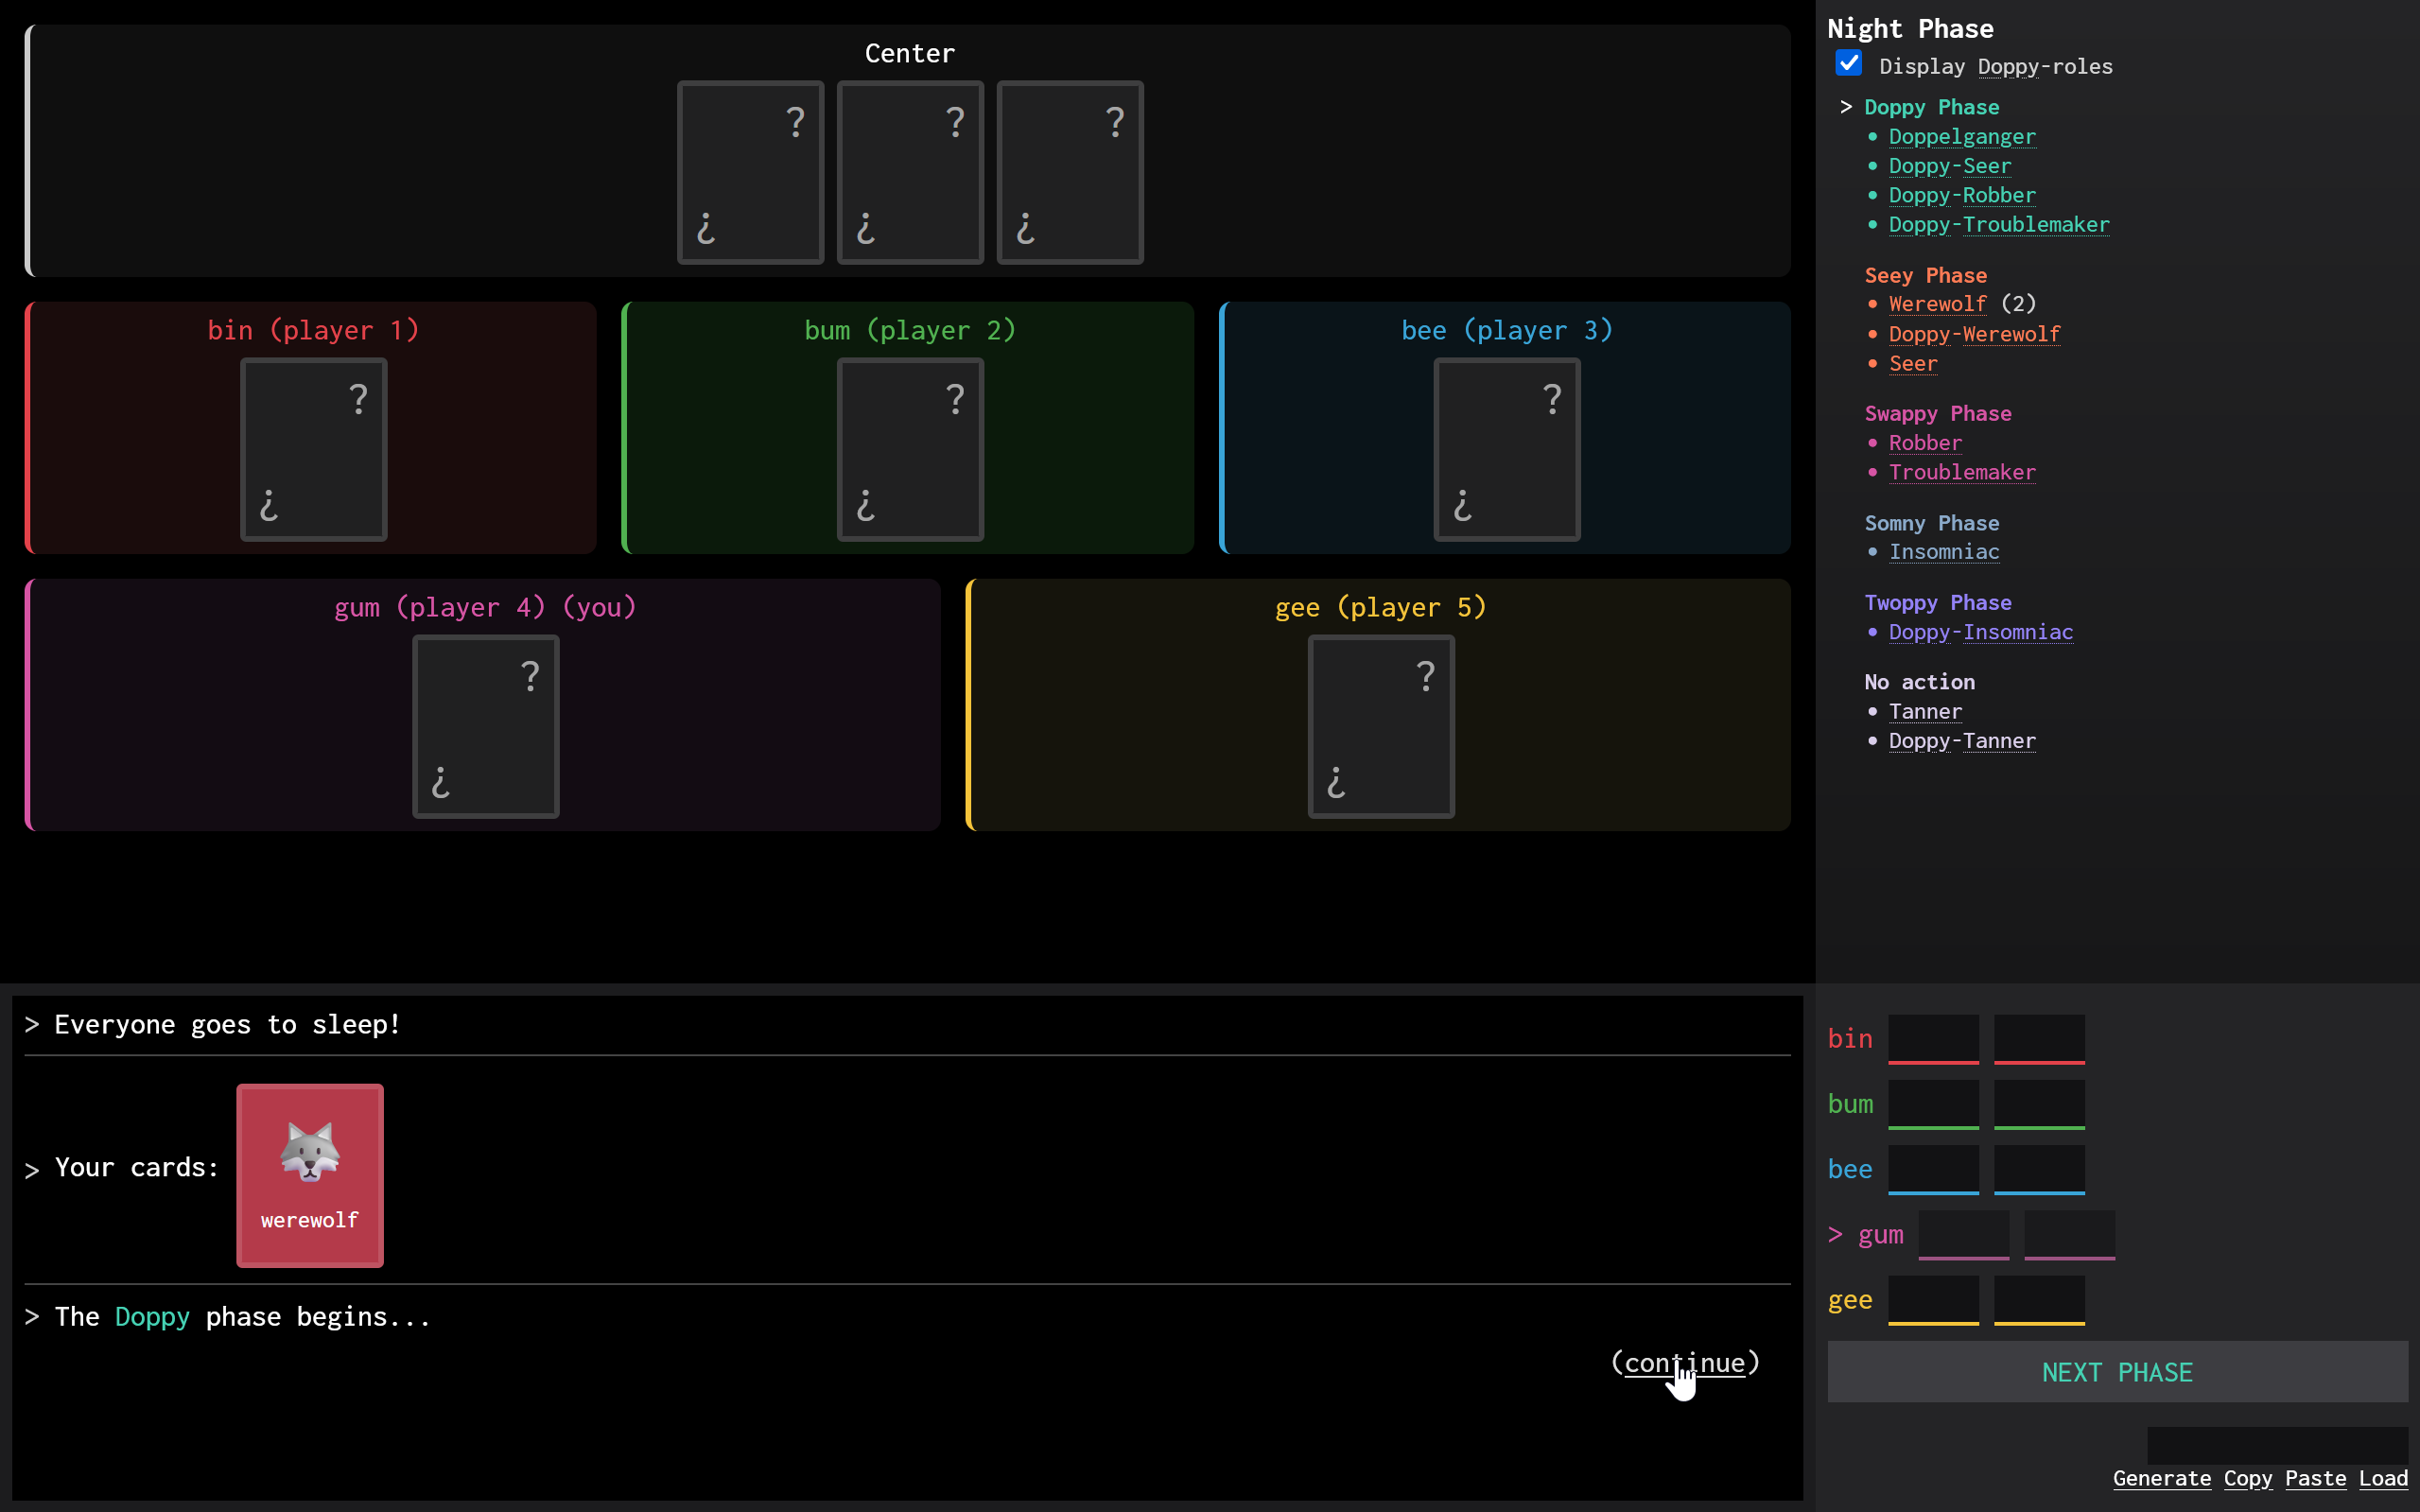 Center
? ? ?
¿ ¿ ¿
bin (player 1)
?
¿
bum (player 2)
?
¿
bee (player 3)
?
¿
gum (player 4) (you)
?
¿
gee (player 5)
?
¿
Night Phase
Display Doppy-roles
> Doppy Phase
• Doppelganger
• Doppy-Seer
• Doppy-Robber
• Doppy-Troublemaker
Seey Phase
• Werewolf (2)
• Doppy-Werewolf
• Seer
Swappy Phase
• Robber
• Troublemaker
Somny Phase
• Insomniac
Twoppy Phase
• Doppy-Insomniac
No action
• Tanner
• Doppy-Tanner
> Everyone goes to sleep!
> Your cards:
werewolf
> The Doppy phase begins...
(continue)
bin
bum
bee
> gum
gee
NEXT PHASE
Generate Copy Paste Load